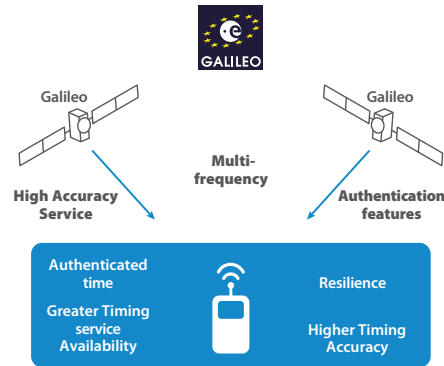 GALILEO
Galileo
Galileo
Multi-
frequency
High Accuracy
Service
Authentication
features
Authenticated
time
Resilience
Greater Timing
service
Availability
Higher Timing
Accuracy